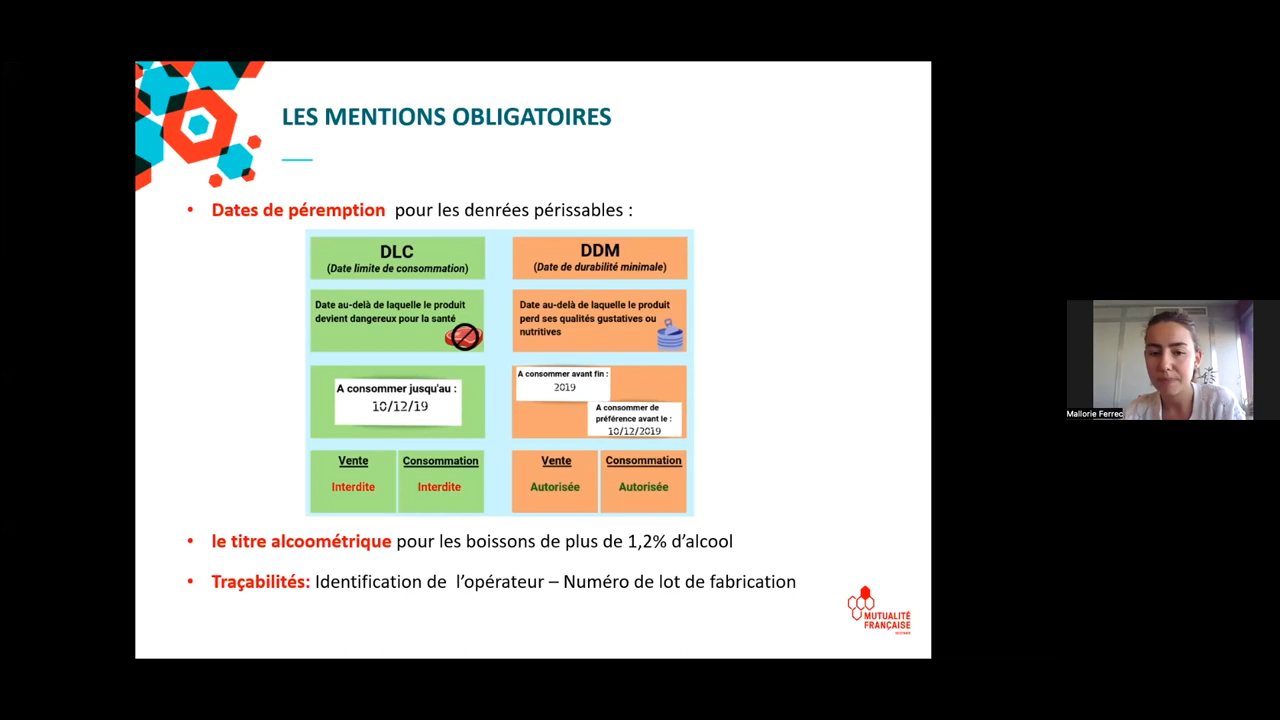 LES MENTIONS OBLIGATOIRES
• Dates de péremption pour les denrées périssables :
DLC
(Date limite de consommation)
Date au-delà de laquelle le produit
devient dangereux pour la santé
A consommer jusqu'au :
10/12/19
Vente
Interdite
Consommation
Interdite
DDM
(Date de durabilité minimale)
Date au-delà de laquelle le produit
perd ses qualités gustatives ou
nutritives
A consommer avant fin :
2019
A consommer de
préférence avant le :
10/12/2019
Vente
Autorisée
Consommation
Autorisée
• le titre alcoométrique pour les boissons de plus de 1,2% d’alcool
• Traçabilités: Identification de l’opérateur – Numéro de lot de fabrication
MUTUALITÉ
FRANÇAISE
Mallorie Ferrec